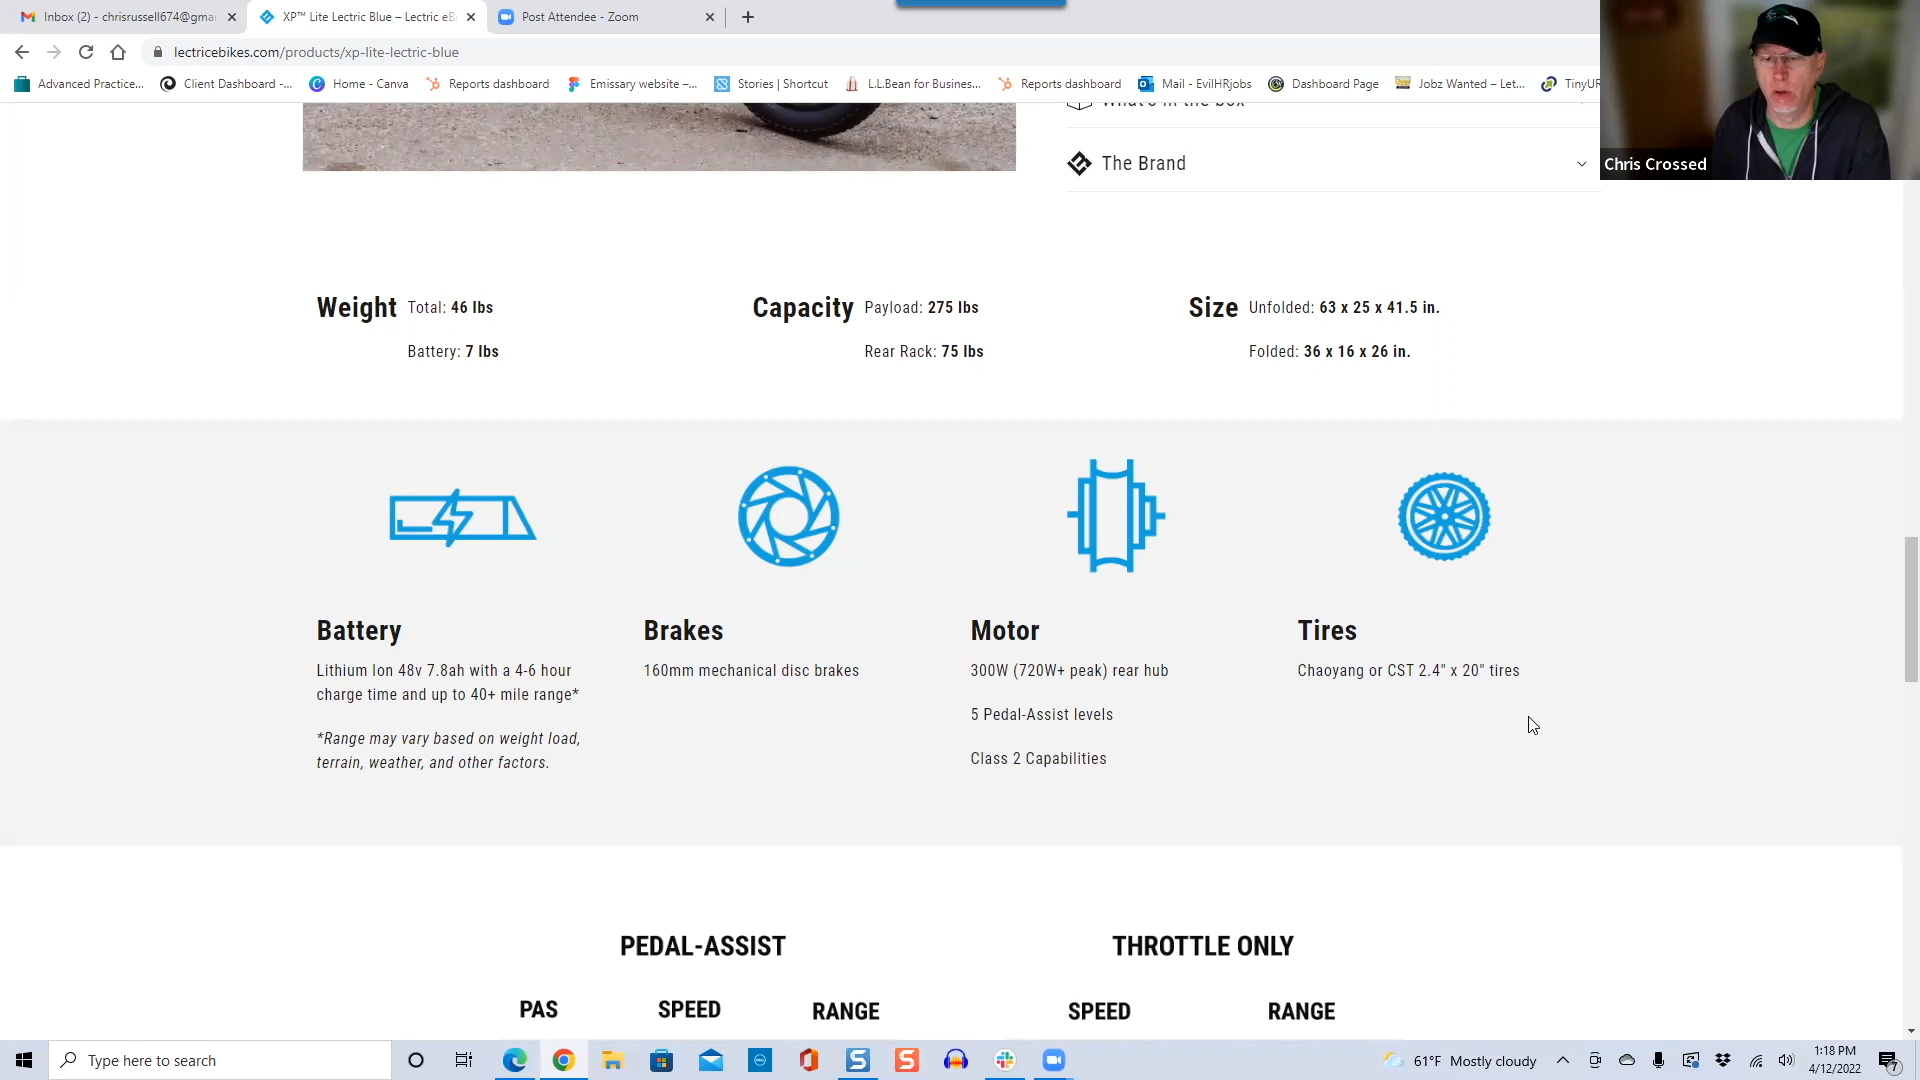 Inbox (2) - chrisrussell674@gmai
XP™ Lite Lectric Blue – Lectric eB
Post Attendee - Zoom
lectricebikes.com/products/xp-lite-lectric-blue
Advanced Practice...
Client Dashboard -...
Home - Canva
Reports dashboard
Emissary website –...
Stories | Shortcut
L.L.Bean for Business...
Reports dashboard
Mail - EvilHRjobs
Dashboard Page
Jobz Wanted – Let...
TinyUR
What's in the box
The Brand
Chris Crossed
Weight Total: 46 lbs
Battery: 7 lbs
Capacity Payload: 275 lbs
Rear Rack: 75 lbs
Size Unfolded: 63 x 25 x 41.5 in.
Folded: 36 x 16 x 26 in.
Battery
Lithium Ion 48v 7.8ah with a 4-6 hour
charge time and up to 40+ mile range*
*Range may vary based on weight load,
terrain, weather, and other factors.
Brakes
160mm mechanical disc brakes
Motor
300W (720W+ peak) rear hub
5 Pedal-Assist levels
Class 2 Capabilities
Tires
Chaoyang or CST 2.4" x 20" tires
PEDAL-ASSIST
PAS SPEED RANGE
THROTTLE ONLY
SPEED RANGE
Type here to search
61°F Mostly cloudy
1:18 PM
4/12/2022
7